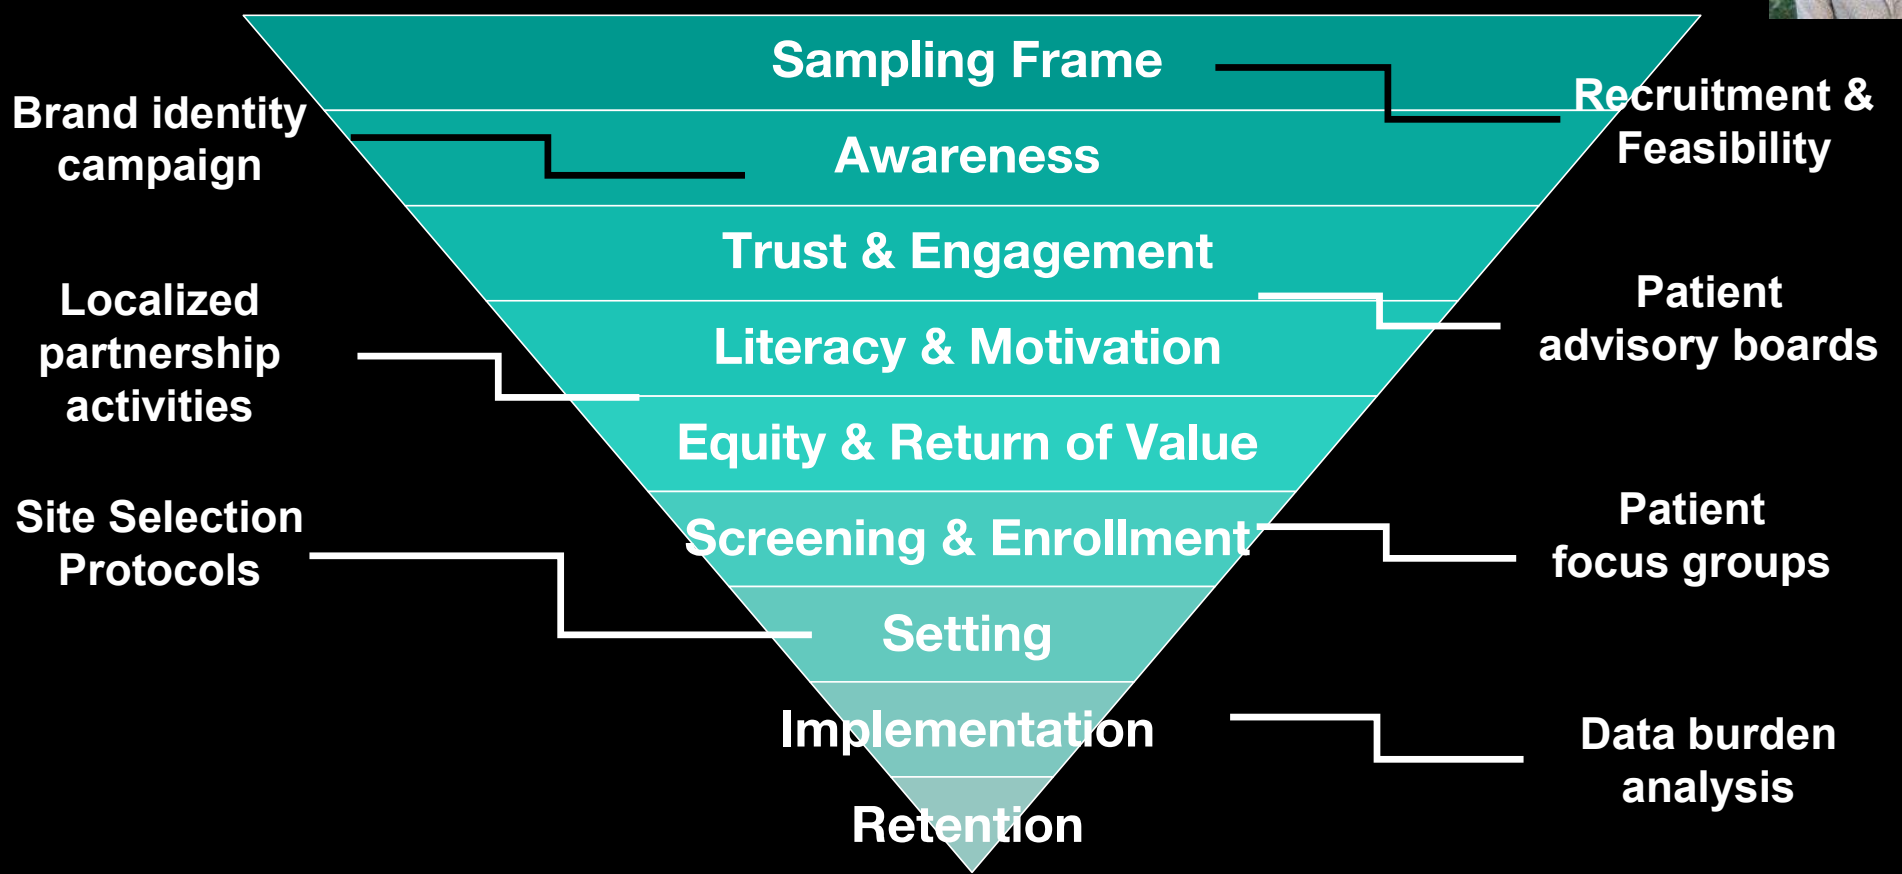 Sampling Frame
Brand identity
campaign
Recruitment &
Feasibility
Awareness
Trust & Engagement
Localized
partnership
activities
Patient
advisory boards
Literacy & Motivation
Equity & Return of Value
Site Selection
Protocols
Screening & Enrollment
Patient
focus groups
Setting
Implementation
Data burden
analysis
Retention